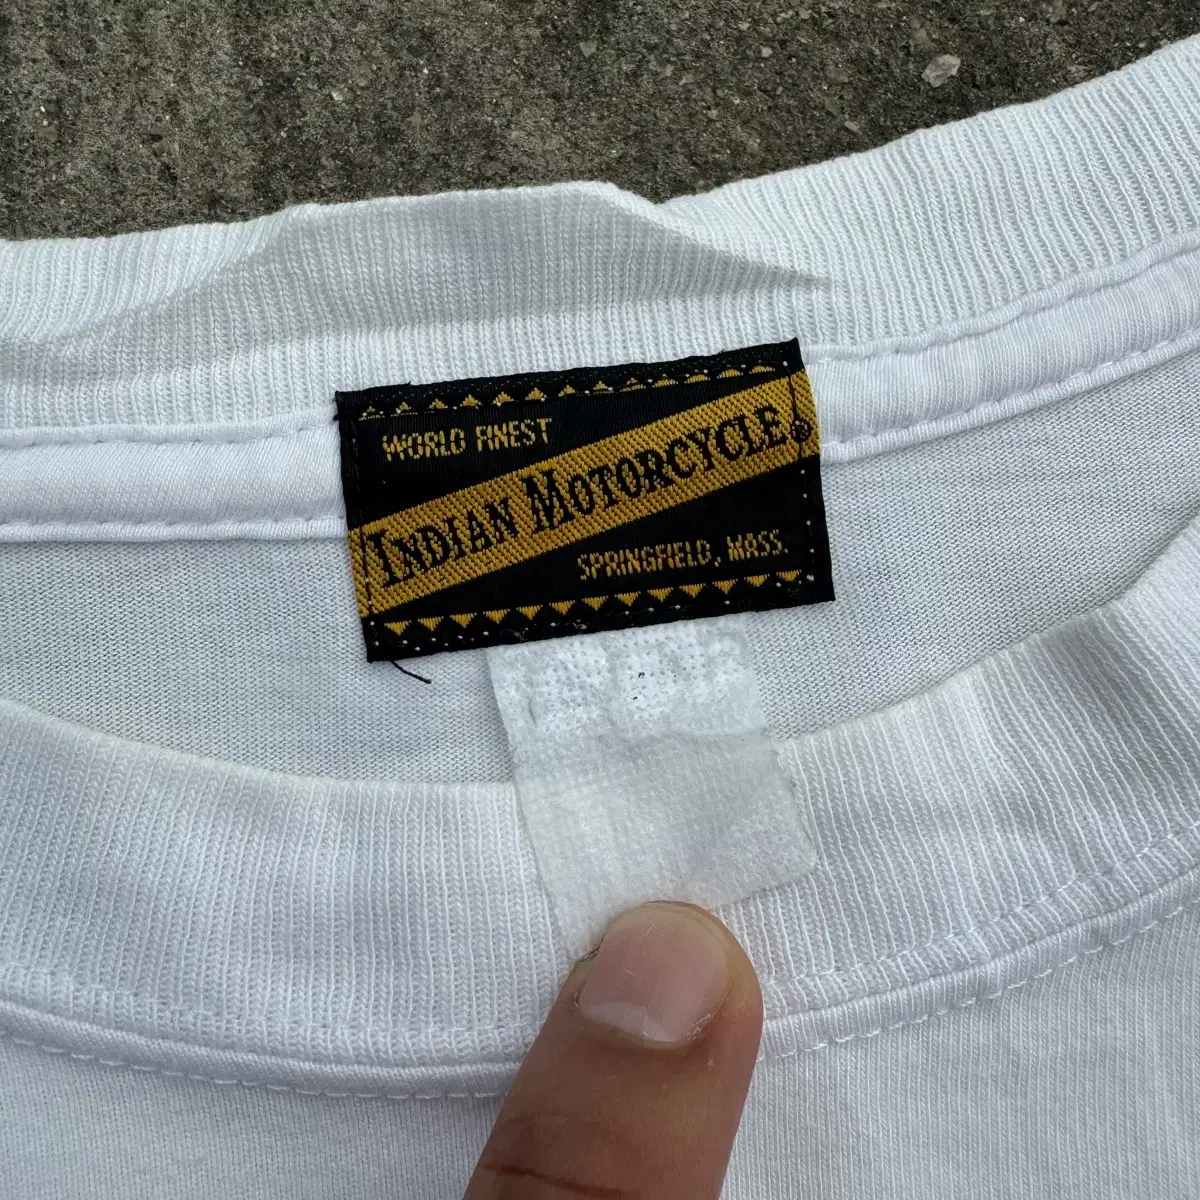 WORLD FINEST
INDIAN MOTORCYCLE
SPRINGFIELD, MASS.